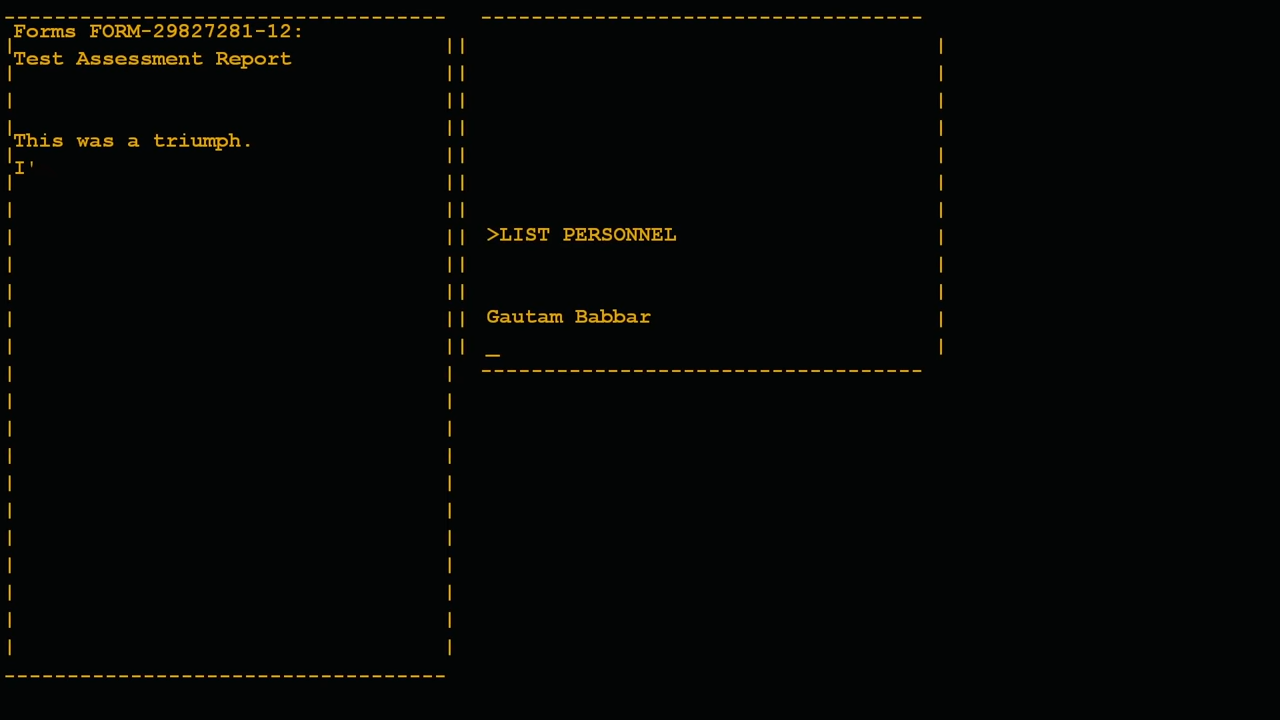 Forms FORM-29827281-12:
Test Assessment Report
This was a triumph.
I'
>LIST PERSONNEL
Gautam Babbar
_